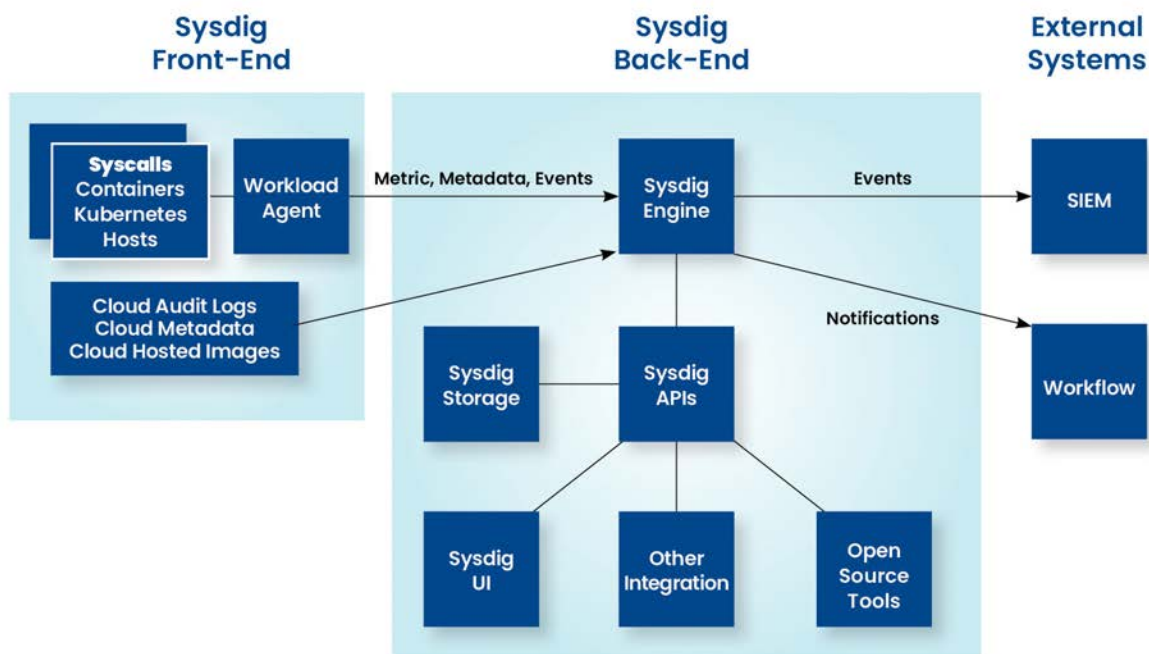 Sysdig
Front-End
Sysdig
Back-End
External
Systems
Syscalls
Containers
Kubernetes
Hosts
Workload
Agent
Metric, Metadata, Events
Sysdig
Engine
Events
SIEM
Cloud Audit Logs
Cloud Metadata
Cloud Hosted Images
Notifications
Sysdig
Storage
Sysdig
APIs
Workflow
Sysdig
UI
Other
Integration
Open
Source
Tools